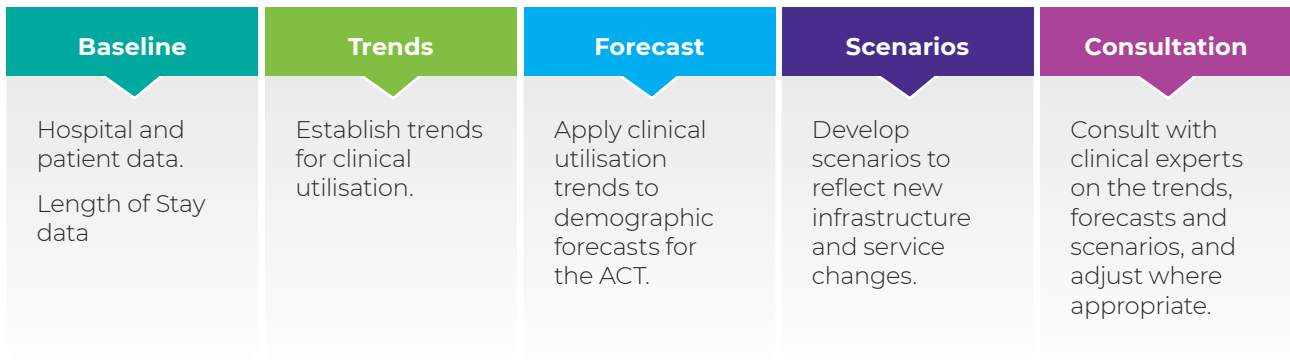 Baseline
Hospital and
patient data.
Length of Stay
data
Trends
Establish trends
for clinical
utilisation.
Forecast
Apply clinical
utilisation
trends to
demographic
forecasts for
the ACT.
Scenarios
Develop
scenarios to
reflect new
infrastructure
and service
changes.
Consultation
Consult with
clinical experts
on the trends,
forecasts and
scenarios, and
adjust where
appropriate.